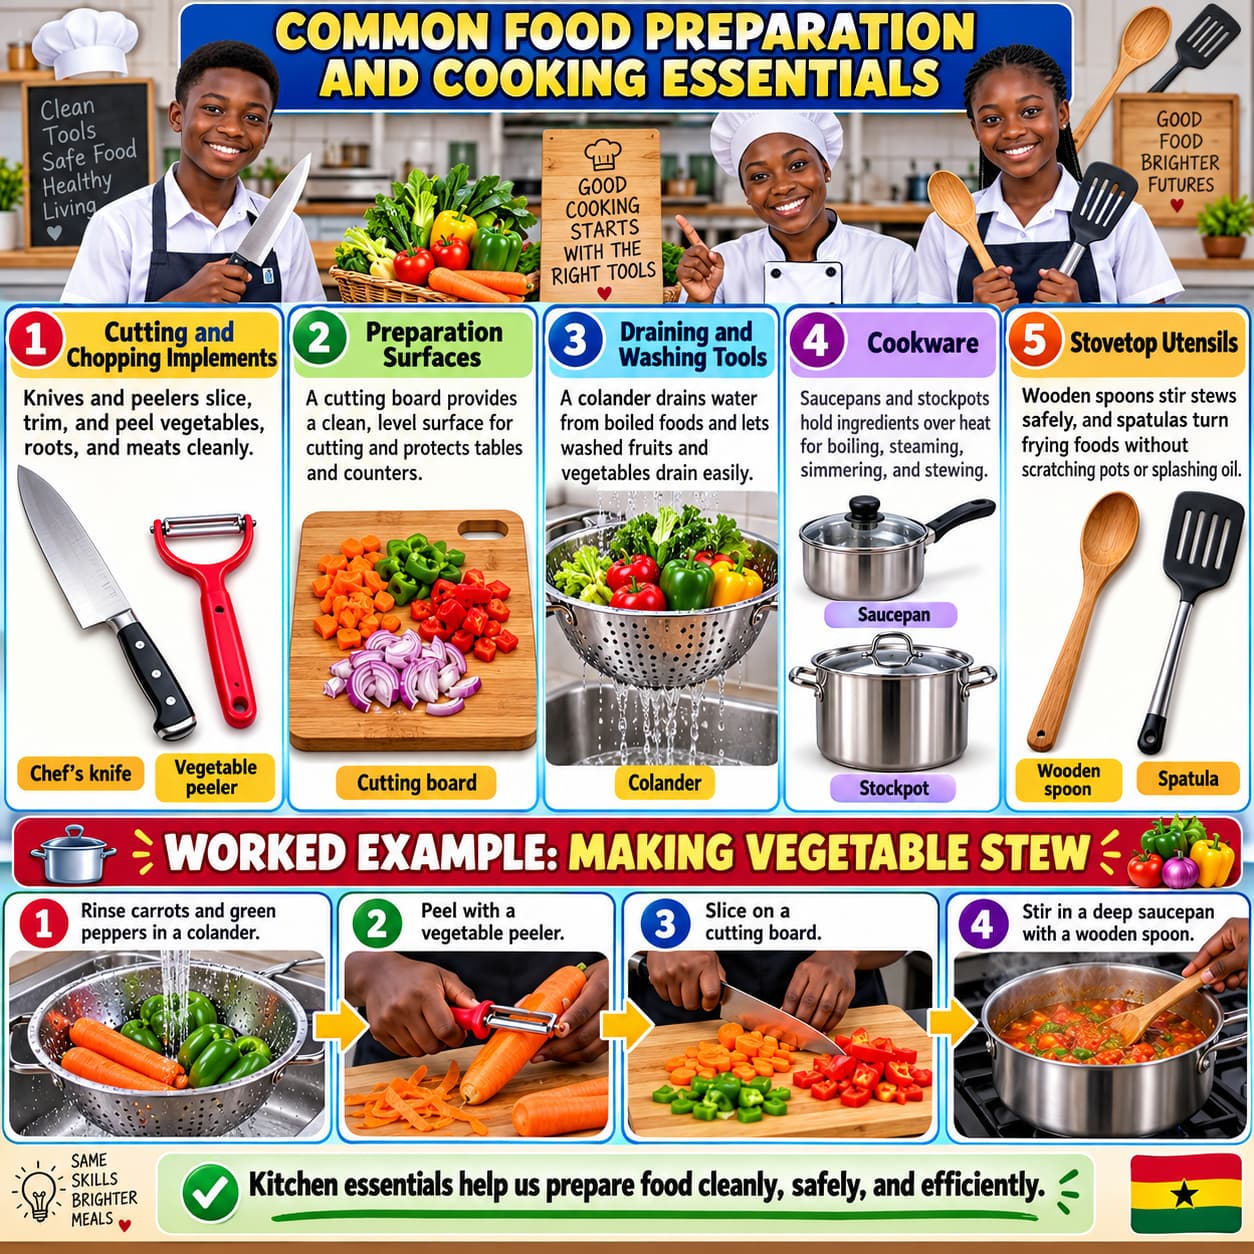 COMMON FOOD PREPARATION
AND COOKING ESSENTIALS
Clean
Tools
Safe Food
Healthy
Living
GOOD
COOKING
STARTS
WITH THE
RIGHT TOOLS
GOOD
FOOD
BRIGHTER
FUTURES
1
Cutting and
Chopping Implements
Knives and peelers slice,
trim, and peel vegetables,
roots, and meats cleanly.
Chef's knife
Vegetable
peeler
2
Preparation
Surfaces
A cutting board provides
a clean, level surface for
cutting and protects tables
and counters.
Cutting board
3
Draining and
Washing Tools
A colander drains water
from boiled foods and lets
washed fruits and
vegetables drain easily.
Colander
4
Cookware
Saucepans and stockpots
hold ingredients over heat
for boiling, steaming,
simmering, and stewing.
Saucepan
Stockpot
5
Stovetop Utensils
Wooden spoons stir stews
safely, and spatulas turn
frying foods without
scratching pots or splashing oil.
Wooden
spoon
Spatula
WORKED EXAMPLE: MAKING VEGETABLE STEW
1
Rinse carrots and green
peppers in a colander.
2
Peel with a
vegetable peeler.
3
Slice on a
cutting board.
4
Stir in a deep saucepan
with a wooden spoon.
SAME
SKILLS
BRIGHTER
MEALS
Kitchen essentials help us prepare food cleanly, safely, and efficiently.